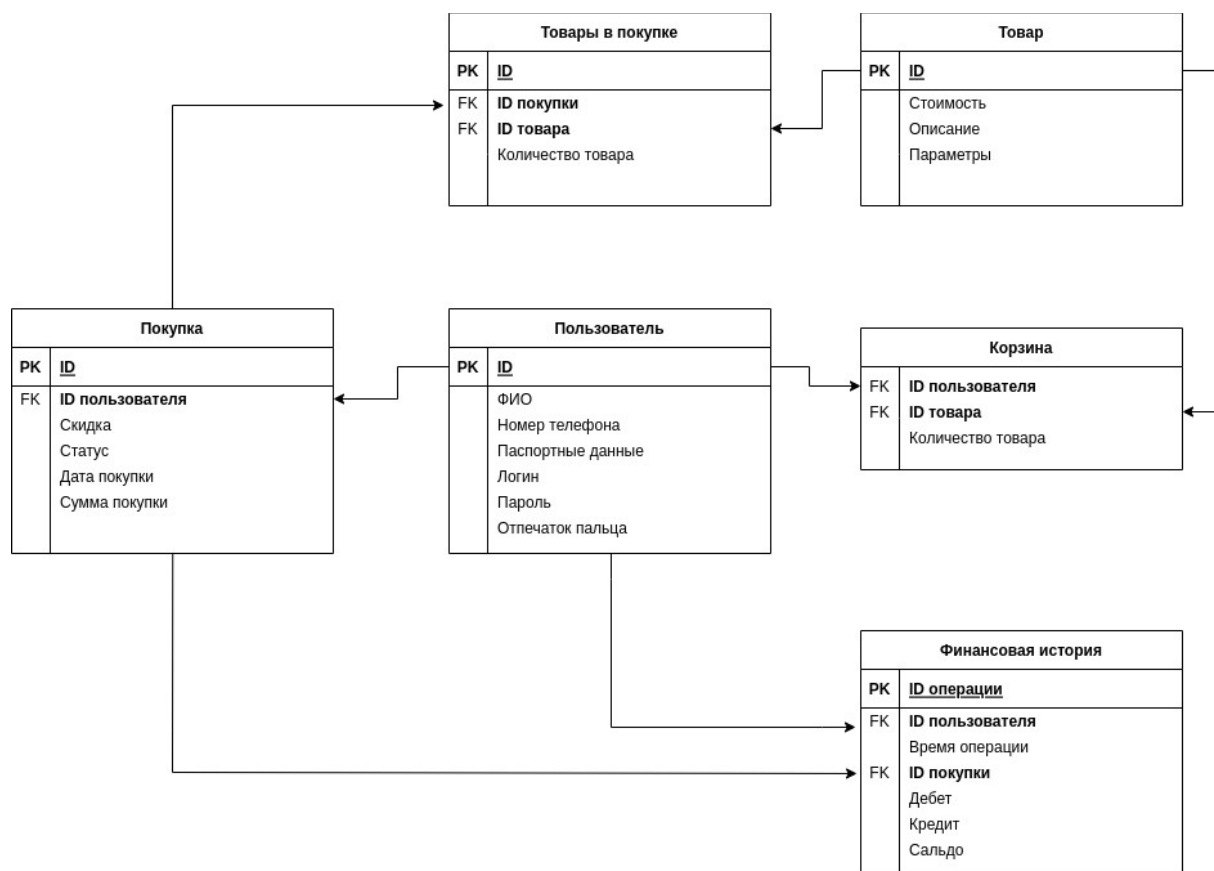 Товары в покупке
PK ID
FK ID покупки
FK ID товара
Количество товара
Товар
PK ID
Стоимость
Описание
Параметры
Покупка
PK ID
FK ID пользователя
Скидка
Статус
Дата покупки
Сумма покупки
Пользователь
PK ID
ФИО
Номер телефона
Паспортные данные
Логин
Пароль
Отпечаток пальца
Корзина
FK ID пользователя
FK ID товара
Количество товара
Финансовая история
PK ID операции
FK ID пользователя
Время операции
FK ID покупки
Дебет
Кредит
Сальдо